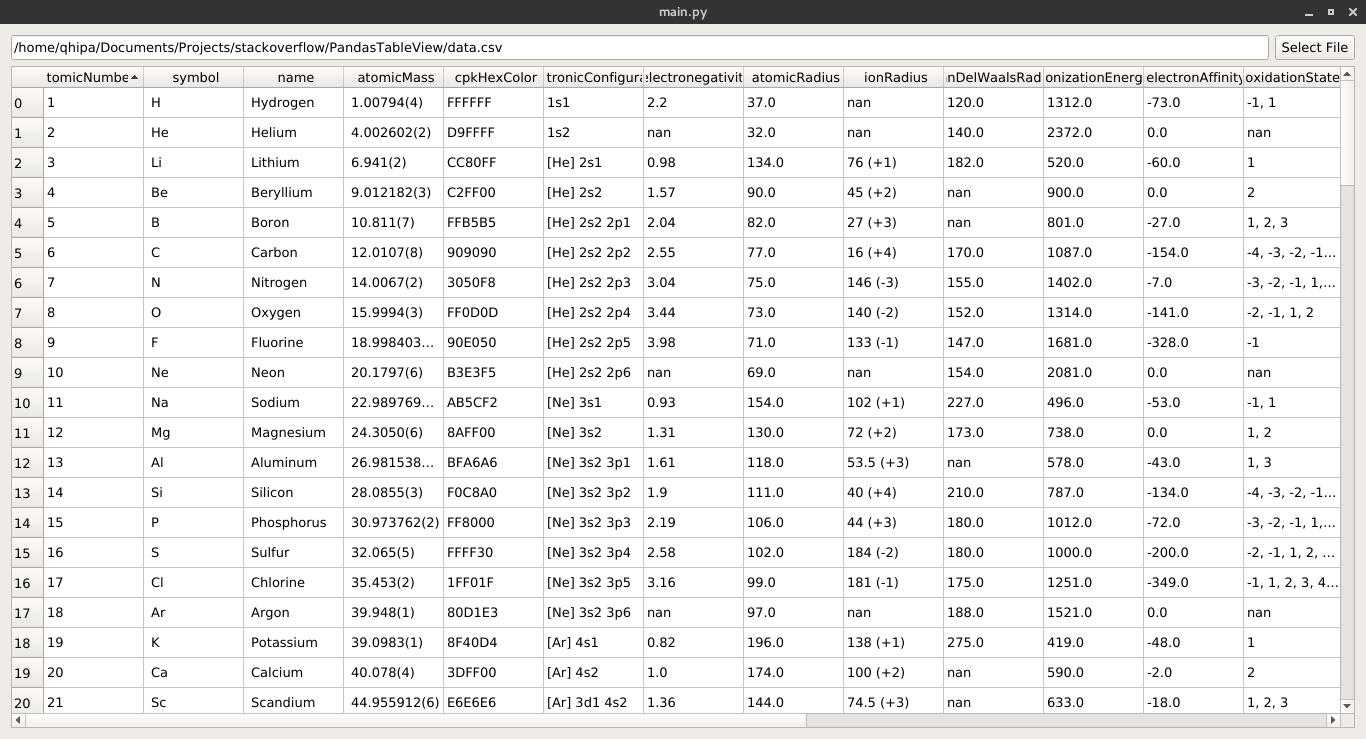 main.py
/home/qhipa/Documents/Projects/stackoverflow/PandasTableView/data.csv Select File
tomicNumbe symbol name atomicMass cpkHexColor tronicConfigura electronegativit atomicRadius ionRadius nDelWaalsRad onizationEnerg electronAffinity oxidationState
0 1 H Hydrogen 1.00794(4) FFFFFF 1s1 2.2 37.0 nan 120.0 1312.0 -73.0 -1, 1
1 2 He Helium 4.002602(2) D9FFFF 1s2 nan 32.0 nan 140.0 2372.0 0.0 nan
2 3 Li Lithium 6.941(2) CC80FF [He] 2s1 0.98 134.0 76 (+1) 182.0 520.0 -60.0 1
3 4 Be Beryllium 9.012182(3) C2FF00 [He] 2s2 1.57 90.0 45 (+2) nan 900.0 0.0 2
4 5 B Boron 10.811(7) FFB5B5 [He] 2s2 2p1 2.04 82.0 27 (+3) nan 801.0 -27.0 1, 2, 3
5 6 C Carbon 12.0107(8) 909090 [He] 2s2 2p2 2.55 77.0 16 (+4) 170.0 1087.0 -154.0 -4, -3, -2, -1...
6 7 N Nitrogen 14.0067(2) 3050F8 [He] 2s2 2p3 3.04 75.0 146 (-3) 155.0 1402.0 -7.0 -3, -2, -1, 1,...
7 8 O Oxygen 15.9994(3) FF0D0D [He] 2s2 2p4 3.44 73.0 140 (-2) 152.0 1314.0 -141.0 -2, -1, 1, 2
8 9 F Fluorine 18.998403... 90E050 [He] 2s2 2p5 3.98 71.0 133 (-1) 147.0 1681.0 -328.0 -1
9 10 Ne Neon 20.1797(6) B3E3F5 [He] 2s2 2p6 nan 69.0 nan 154.0 2081.0 0.0 nan
10 11 Na Sodium 22.989769... AB5CF2 [Ne] 3s1 0.93 154.0 102 (+1) 227.0 496.0 -53.0 -1, 1
11 12 Mg Magnesium 24.3050(6) 8AFF00 [Ne] 3s2 1.31 130.0 72 (+2) 173.0 738.0 0.0 1, 2
12 13 Al Aluminum 26.981538... BFA6A6 [Ne] 3s2 3p1 1.61 118.0 53.5 (+3) nan 578.0 -43.0 1, 3
13 14 Si Silicon 28.0855(3) F0C8A0 [Ne] 3s2 3p2 1.9 111.0 40 (+4) 210.0 787.0 -134.0 -4, -3, -2, -1...
14 15 P Phosphorus 30.973762(2) FF8000 [Ne] 3s2 3p3 2.19 106.0 44 (+3) 180.0 1012.0 -72.0 -3, -2, -1, 1,...
15 16 S Sulfur 32.065(5) FFFF30 [Ne] 3s2 3p4 2.58 102.0 184 (-2) 180.0 1000.0 -200.0 -2, -1, 1, 2, ...
16 17 Cl Chlorine 35.453(2) 1FF01F [Ne] 3s2 3p5 3.16 99.0 181 (-1) 175.0 1251.0 -349.0 -1, 1, 2, 3, 4...
17 18 Ar Argon 39.948(1) 80D1E3 [Ne] 3s2 3p6 nan 97.0 nan 188.0 1521.0 0.0 nan
18 19 K Potassium 39.0983(1) 8F40D4 [Ar] 4s1 0.82 196.0 138 (+1) 275.0 419.0 -48.0 1
19 20 Ca Calcium 40.078(4) 3DFF00 [Ar] 4s2 1.0 174.0 100 (+2) nan 590.0 -2.0 2
20 21 Sc Scandium 44.955912(6) E6E6E6 [Ar] 3d1 4s2 1.36 144.0 74.5 (+3) nan 633.0 -18.0 1, 2, 3